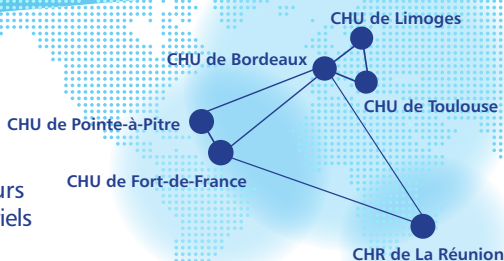 CHU de Limoges
CHU de Bordeaux
CHU de Toulouse
CHU de Pointe-à-Pitre
CHU de Fort-de-France
CHR de La Réunion